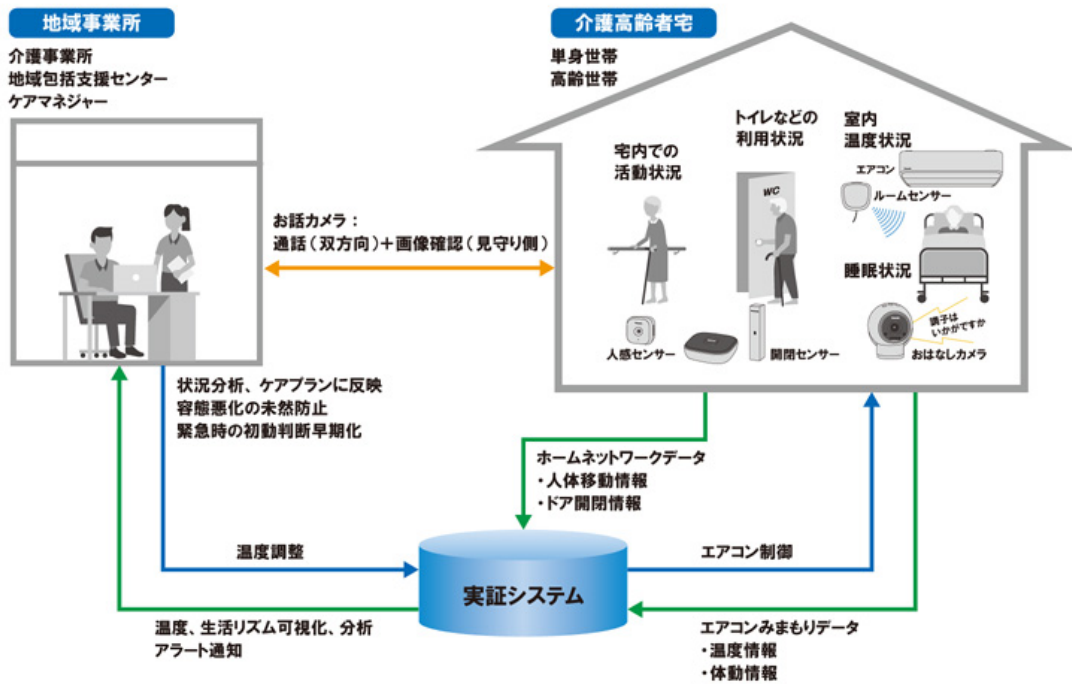 地域事業所
介護事業所
地域包括支援センター
ケアマネジャー
介護高齢者宅
単身世帯
高齢世帯
宅内での
活動状況
トイレなどの
利用状況
WC
室内
温度状況
エアコン
ルームセンサー
睡眠状況
調子は
いかがですか
人感センサー
開閉センサー
おはなしカメラ
お話カメラ：
通話（双方向）＋画像確認（見守り側）
状況分析、ケアプランに反映
容態悪化の未然防止
緊急時の初動判断早期化
ホームネットワークデータ
・人体移動情報
・ドア開閉情報
温度調整
エアコン制御
実証システム
温度、生活リズム可視化、分析
アラート通知
エアコンみまもりデータ
・温度情報
・体動情報